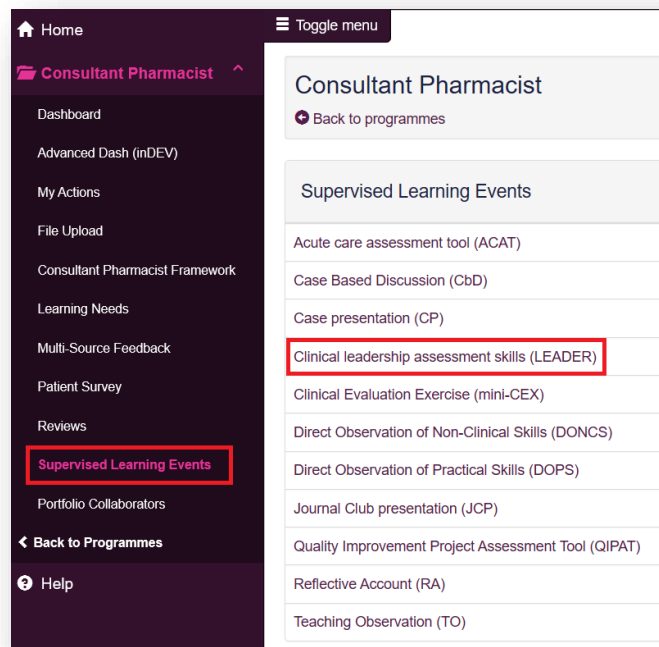 Home
Consultant Pharmacist
Dashboard
Advanced Dash (inDEV)
My Actions
File Upload
Consultant Pharmacist Framework
Learning Needs
Multi-Source Feedback
Patient Survey
Reviews
Supervised Learning Events
Portfolio Collaborators
Back to Programmes
Help
Toggle menu
Consultant Pharmacist
Back to programmes
Supervised Learning Events
Acute care assessment tool (ACAT)
Case Based Discussion (CbD)
Case presentation (CP)
Clinical leadership assessment skills (LEADER)
Clinical Evaluation Exercise (mini-CEX)
Direct Observation of Non-Clinical Skills (DONCS)
Direct Observation of Practical Skills (DOPS)
Journal Club presentation (JCP)
Quality Improvement Project Assessment Tool (QIPAT)
Reflective Account (RA)
Teaching Observation (TO)